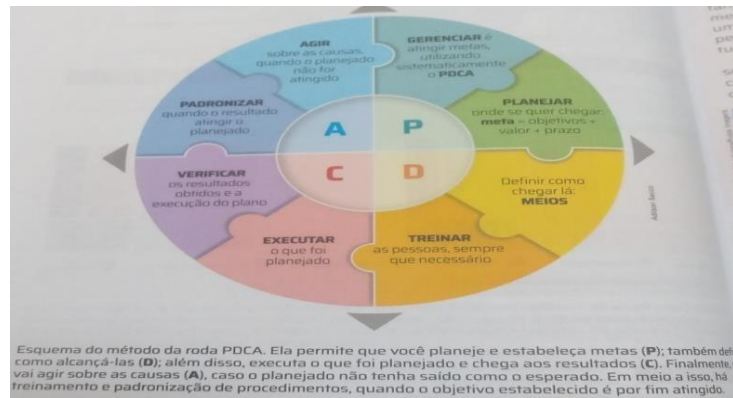 AGIR
sobre as causas,
quando o planejado
não foi
atingido
GERENCIAR é
atingir metas,
utilizando
sistematicamente
o PDCA
PADRONIZAR
quando o resultado
atingir o
planejado
PLANEJAR
onde se quer chegar:
meta = objetivos +
valor + prazo
A
P
C
D
VERIFICAR
os resultados
obtidos e a
execução do plano
Definir como
chegar lá:
MEIOS
EXECUTAR
o que foi
planejado
TREINAR
as pessoas, sempre
que necessário
Adilson Secco
Esquema do método da roda PDCA. Ela permite que você planeje e estabeleça metas (P); também def
como alcançá-las (D); além disso, executa o que foi planejado e chega aos resultados (C). Finalmente,
vai agir sobre as causas (A), caso o planejado não tenha saído como o esperado. Em meio a isso, há
treinamento e padronização de procedimentos, quando o objetivo estabelecido é por fim atingido.